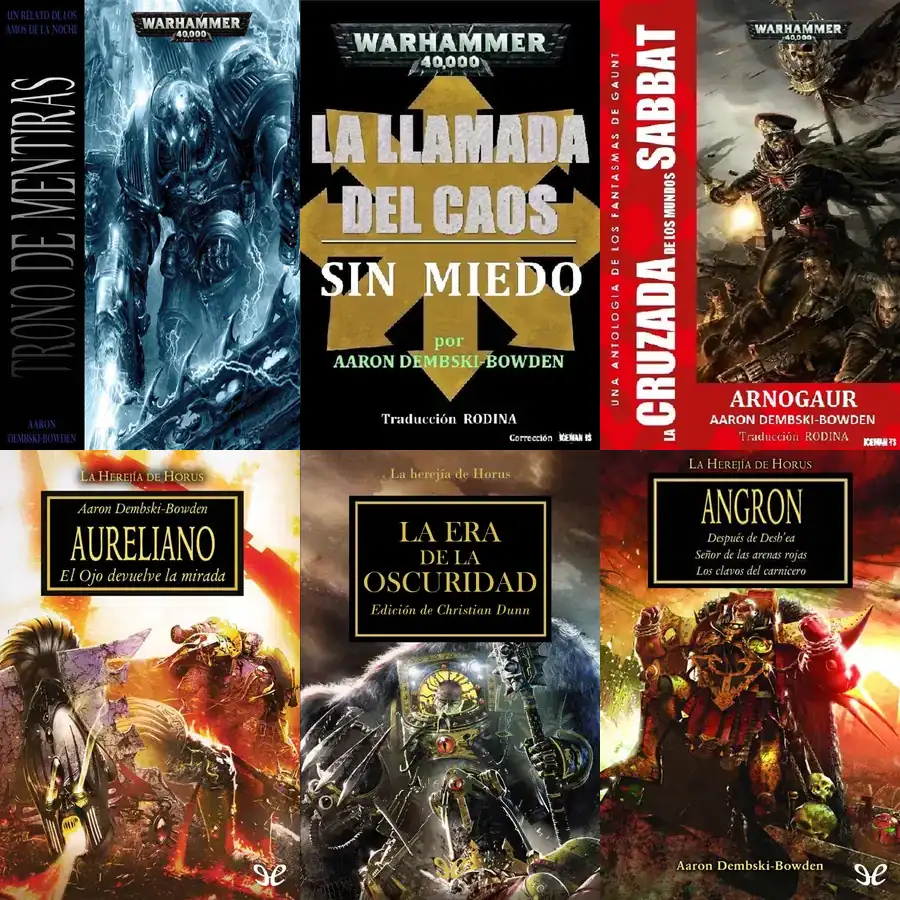 UN RELATO DE LOS
AMOS DE LA NOCHE
TRONO DE MENTIRAS
AARON
DEMBSKI-BOWDEN
WARHAMMER
40,000
WARHAMMER
40,000
LA LLAMADA
DEL CAOS
SIN MIEDO
por
AARON DEMBSKI-BOWDEN
Traducción RODINA
Corrección ICEMAN TS
UNA ANTOLOGIA DE LOS FANTASMAS DE GAUNT
LA CRUZADA DE LOS MUNDOS SABBAT
WARHAMMER
40,000
ARNOGAUR
AARON DEMBSKI-BOWDEN
Traducción RODINA
ICEMAN TS
LA HEREJÍA DE HORUS
Aaron Dembski-Bowden
AURELIANO
El Ojo devuelve la mirada
La herejía de Horus
LA ERA
DE LA
OSCURIDAD
Edición de Christian Dunn
LA HEREJÍA DE HORUS
ANGRON
Después de Desh'ea
Señor de las arenas rojas
Los clavos del carnicero
Aaron Dembski-Bowden